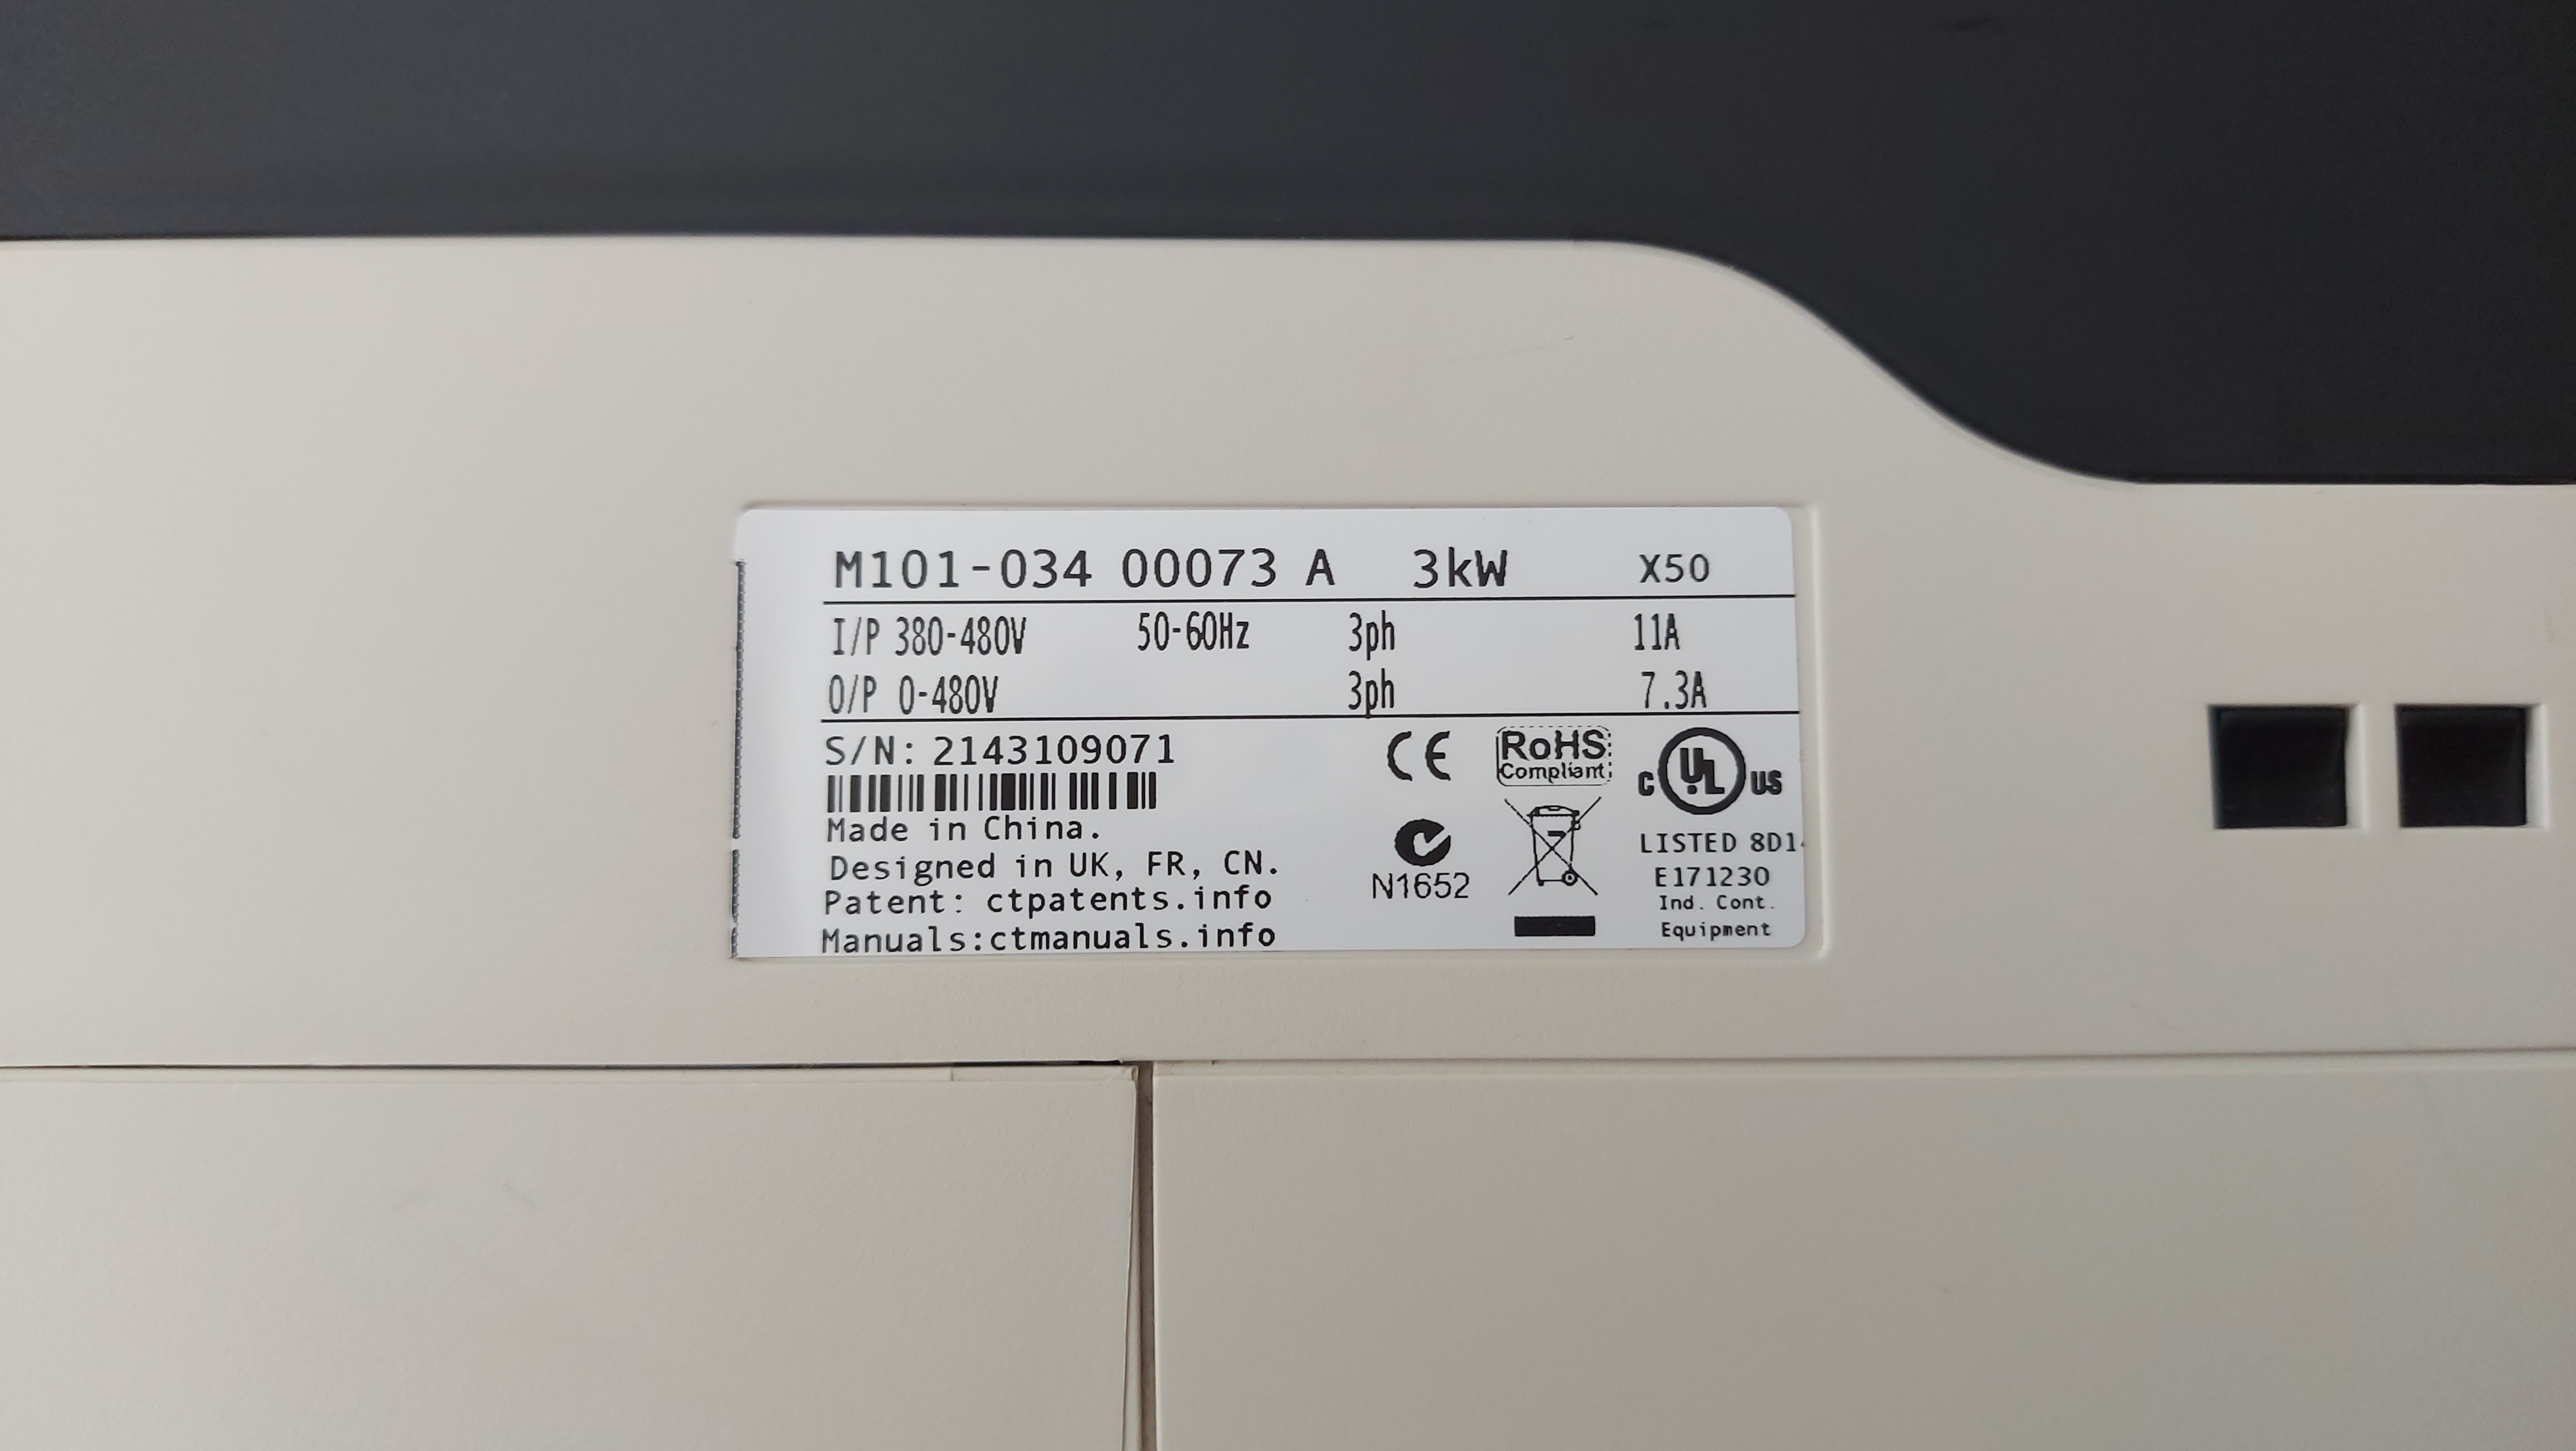 M101-034 00073 A 3kW X50
I/P 380-480V 50-60Hz 3ph 11A
O/P 0-480V 3ph 7.3A
S/N: 2143109071
Made in China.
Designed in UK, FR, CN.
Patent: ctpatents.info
Manuals:ctmanuals.info
CE
RoHS
Compliant
N1652
C UL US
LISTED
E171230
Ind. Cont.
Equipment